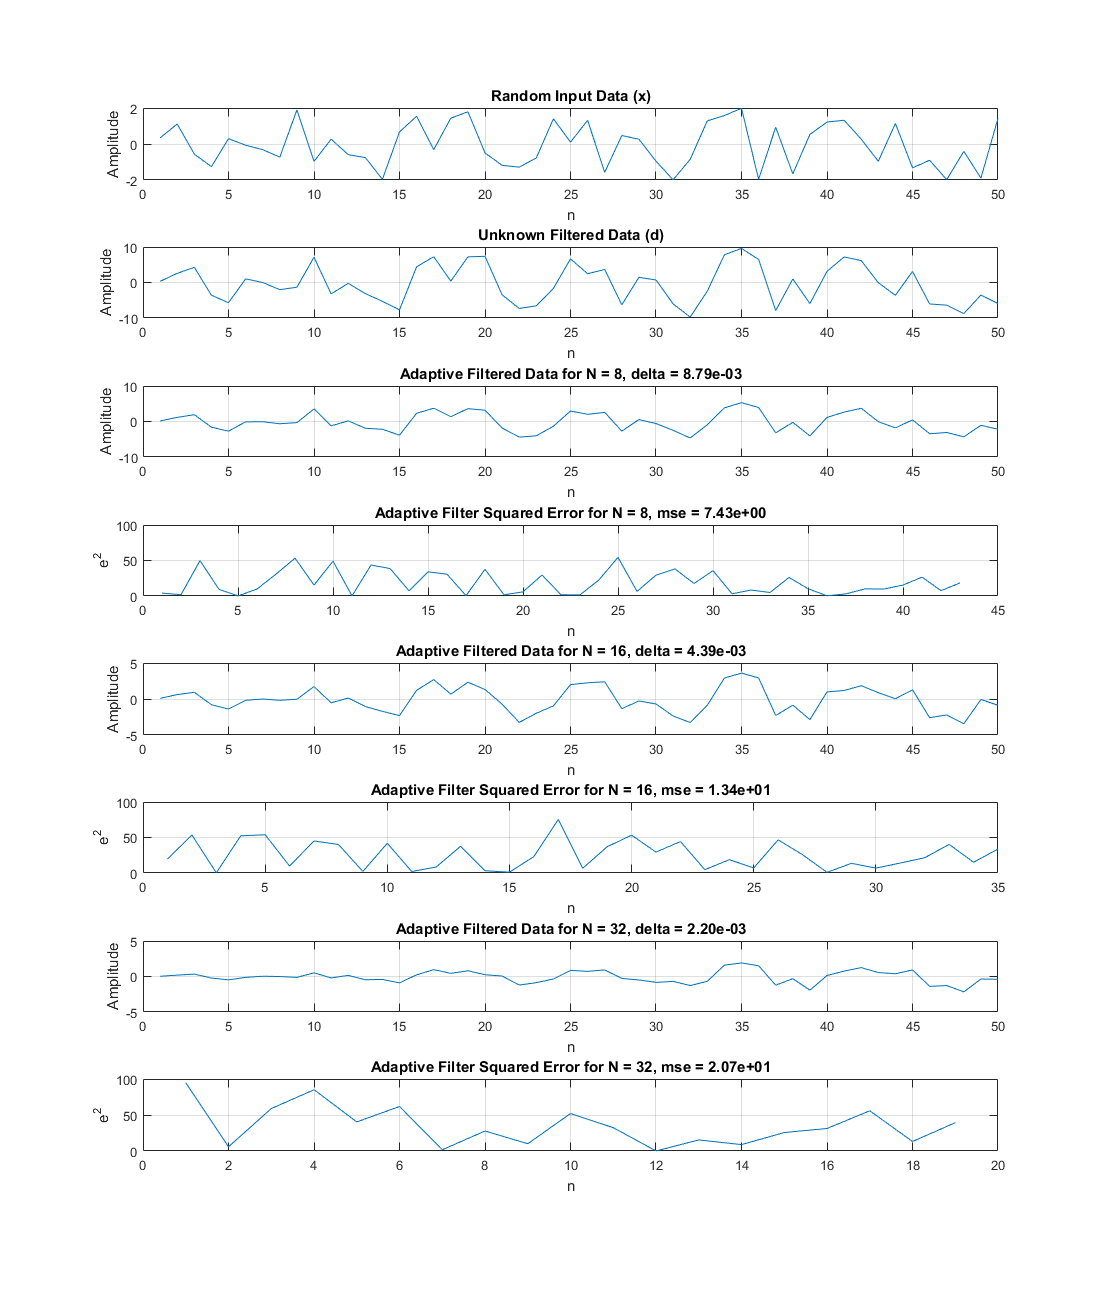 Random Input Data (x)
Amplitude
2
0
-2
0 5 10 15 20 25 30 35 40 45 50
n
Unknown Filtered Data (d)
Amplitude
10
0
-10
0 5 10 15 20 25 30 35 40 45 50
n
Adaptive Filtered Data for N = 8, delta = 8.79e-03
Amplitude
10
0
-10
0 5 10 15 20 25 30 35 40 45 50
n
Adaptive Filter Squared Error for N = 8, mse = 7.43e+00
e²
100
50
0
0 5 10 15 20 25 30 35 40 45
n
Adaptive Filtered Data for N = 16, delta = 4.39e-03
Amplitude
5
0
-5
0 5 10 15 20 25 30 35 40 45 50
n
Adaptive Filter Squared Error for N = 16, mse = 1.34e+01
e²
100
50
0
0 5 10 15 20 25 30 35
n
Adaptive Filtered Data for N = 32, delta = 2.20e-03
Amplitude
5
0
-5
0 5 10 15 20 25 30 35 40 45 50
n
Adaptive Filter Squared Error for N = 32, mse = 2.07e+01
e²
100
50
0
0 2 4 6 8 10 12 14 16 18 20
n